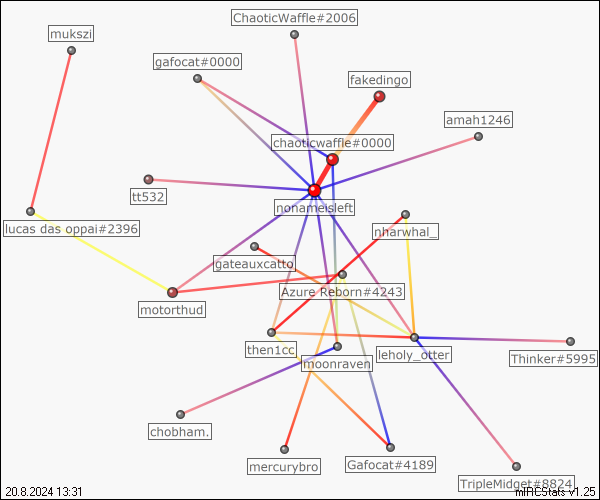 ChaoticWaffle#2006
mukszi
gafocat#0000
fakedingo
amah1246
chaoticwaffle#0000
tt532
nonameisleft
lucas das oppai#2396
nharwhal_
gateauxcatto
Azure Reborn#4243
motorthud
then1cc
moonraven
leholy_otter
Thinker#5995
chobham.
mercurybro
Gafocat#4189
TripleMidget#8824
20.8.2024 13:31
mIRCStats v1.25